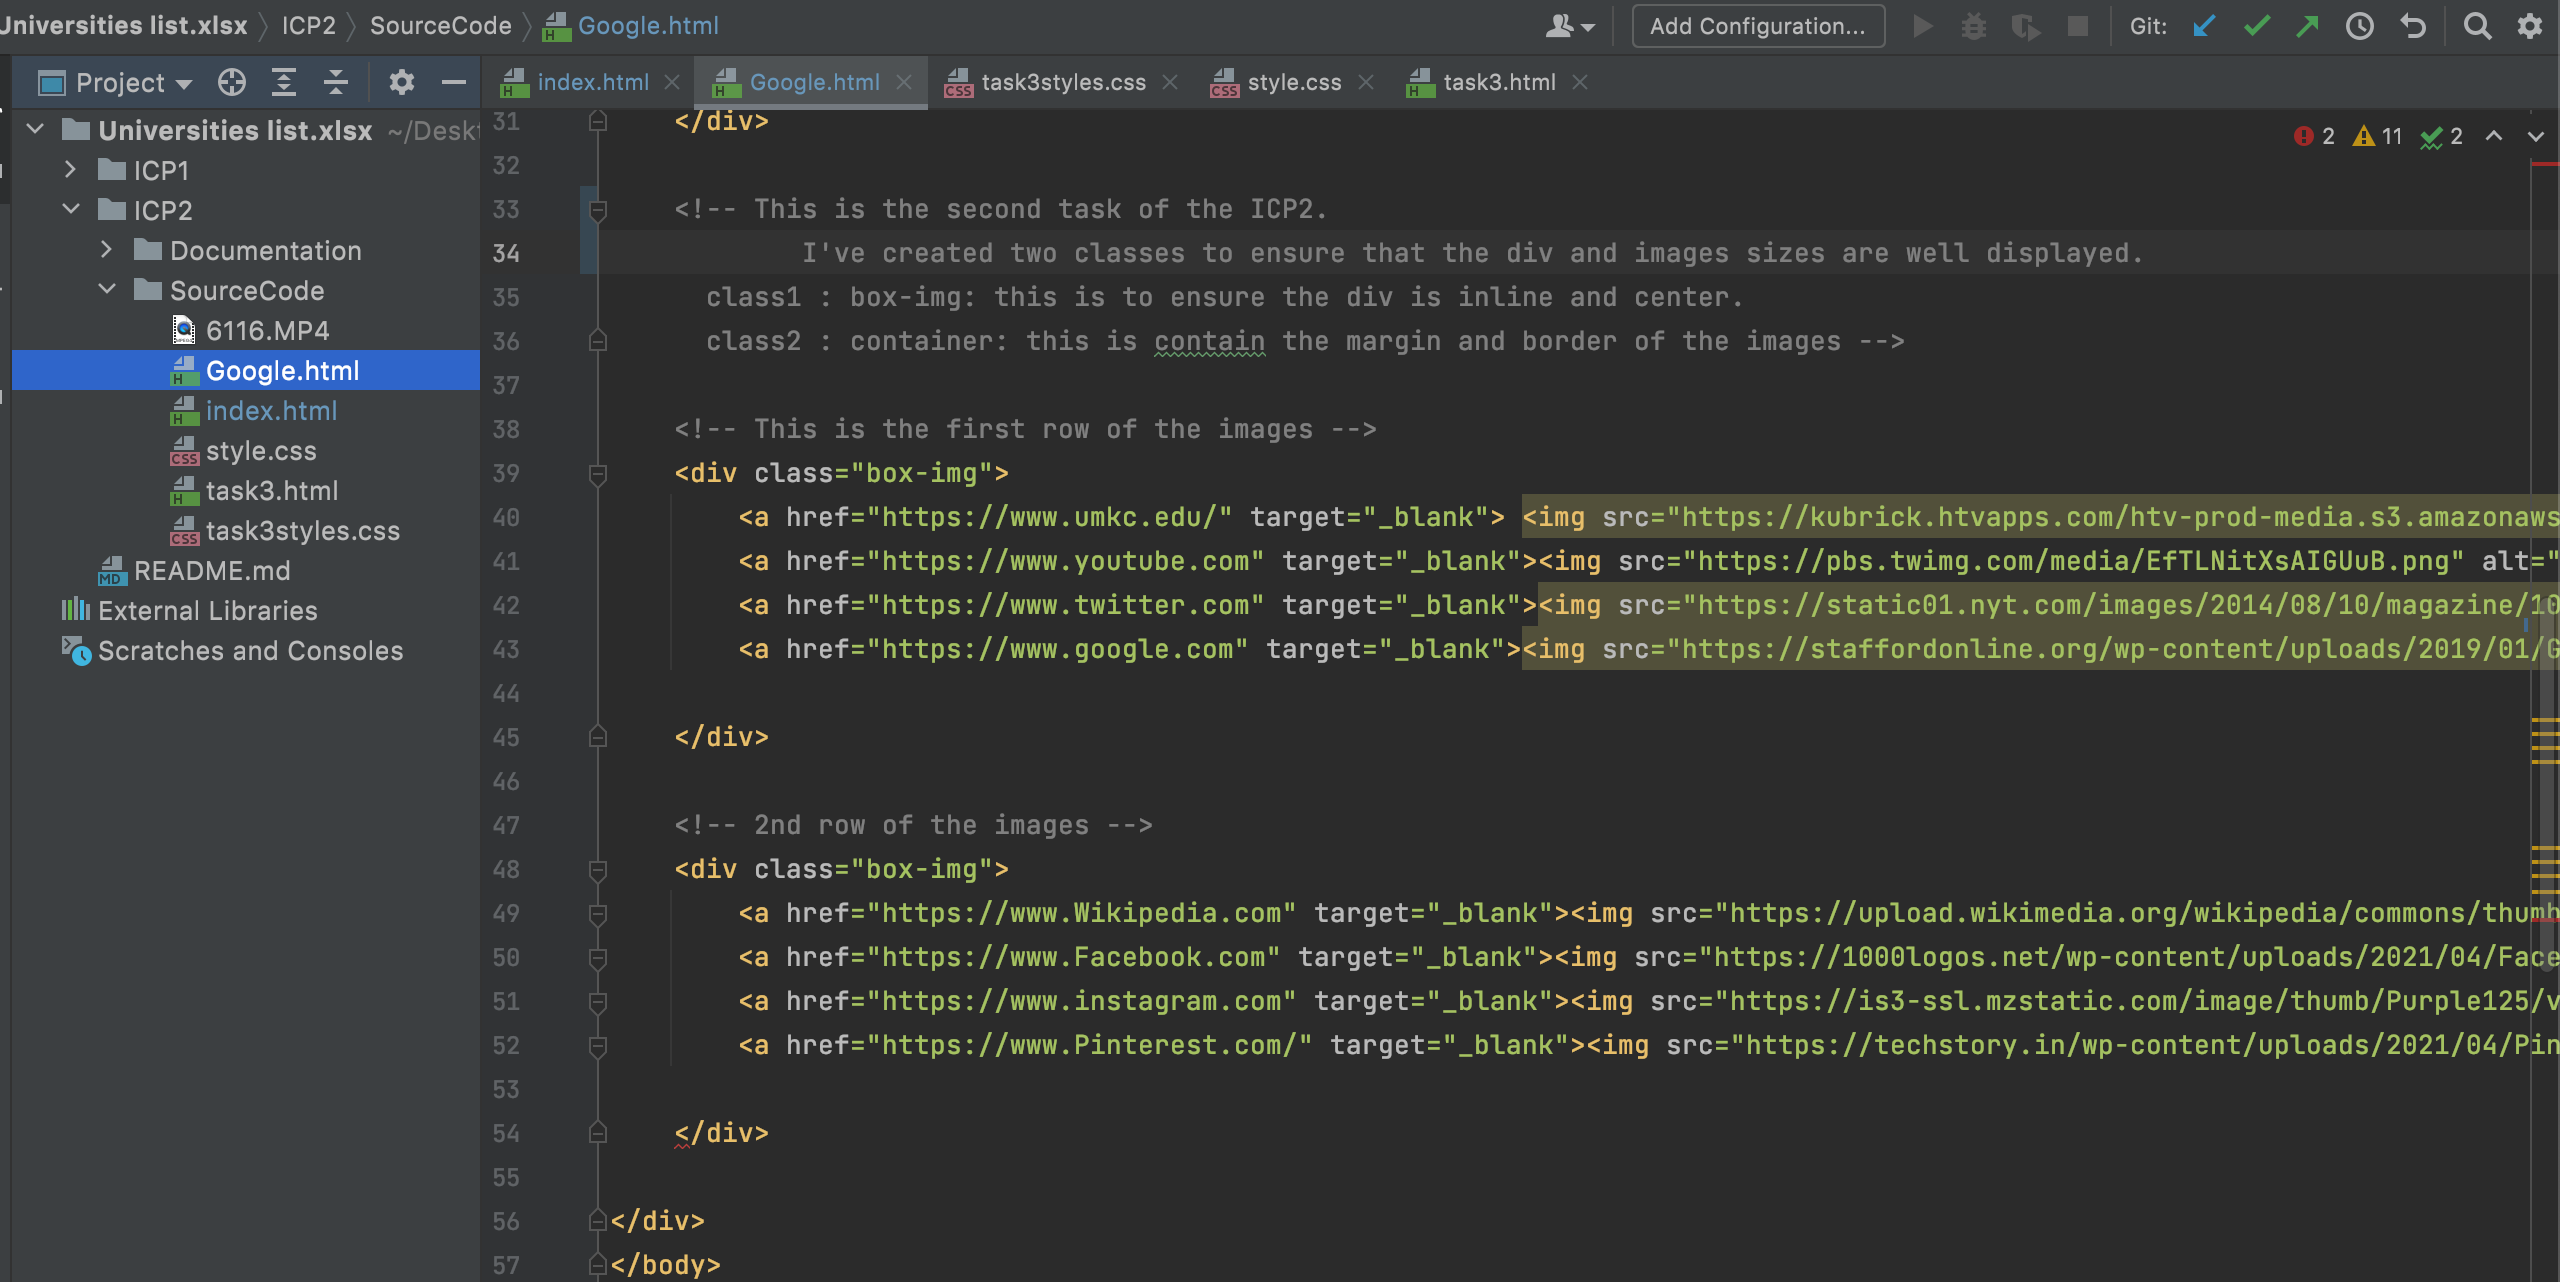 Universities list.xlsx ICP2 SourceCode Google.html Add Configuration... Git:
Project index.html Google.html task3styles.css style.css task3.html
Universities list.xlsx ~/Desk
ICP1
ICP2
Documentation
SourceCode
6116.MP4
Google.html
index.html
style.css
task3.html
task3styles.css
README.md
External Libraries
Scratches and Consoles
2 11 2
31 </div>
32
33 <!-- This is the second task of the ICP2.
34 I've created two classes to ensure that the div and images sizes are well displayed.
35 class1 : box-img: this is to ensure the div is inline and center.
36 class2 : container: this is contain the margin and border of the images -->
37
38 <!-- This is the first row of the images -->
39 <div class="box-img">
40 <a href="https://www.umkc.edu/" target="_blank"> <img src="https://kubrick.htvapps.com/htv-prod-media.s3.amazonaws
41 <a href="https://www.youtube.com" target="_blank"><img src="https://pbs.twimg.com/media/EfTLNitXsAIGUuB.png" alt="
42 <a href="https://www.twitter.com" target="_blank"><img src="https://static01.nyt.com/images/2014/08/10/magazine/10
43 <a href="https://www.google.com" target="_blank"><img src="https://staffordonline.org/wp-content/uploads/2019/01/G
44
45 </div>
46
47 <!-- 2nd row of the images -->
48 <div class="box-img">
49 <a href="https://www.Wikipedia.com" target="_blank"><img src="https://upload.wikimedia.org/wikipedia/commons/thumb
50 <a href="https://www.Facebook.com" target="_blank"><img src="https://1000logos.net/wp-content/uploads/2021/04/Face
51 <a href="https://www.instagram.com" target="_blank"><img src="https://is3-ssl.mzstatic.com/image/thumb/Purple125/v
52 <a href="https://www.Pinterest.com/" target="_blank"><img src="https://techstory.in/wp-content/uploads/2021/04/Pin
53
54 </div>
55
56 </div>
57 </body>